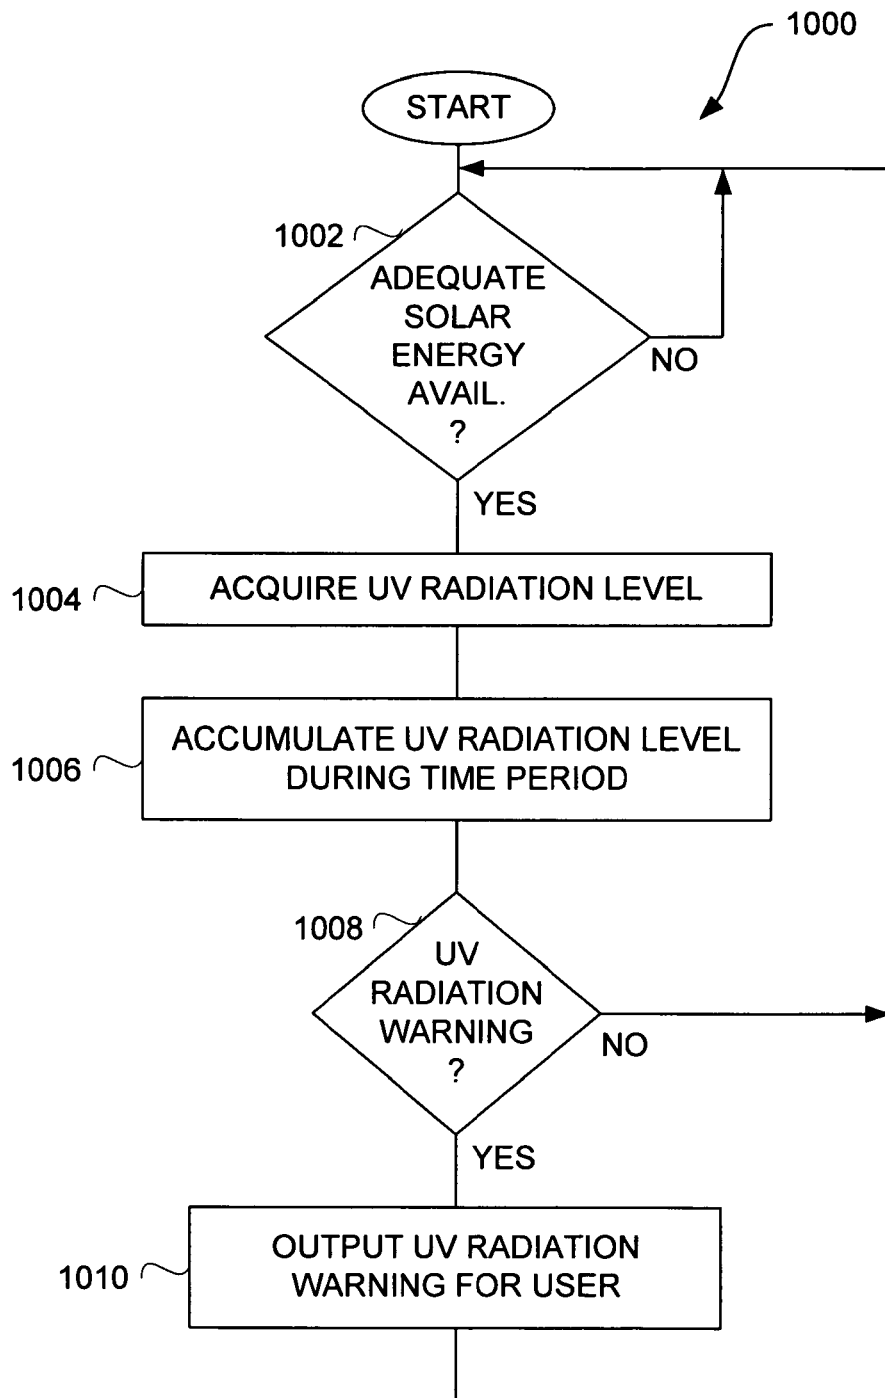 1000
START
1002
ADEQUATE
SOLAR
ENERGY
AVAIL.
?
NO
YES
1004
ACQUIRE UV RADIATION LEVEL
1006
ACCUMULATE UV RADIATION LEVEL
DURING TIME PERIOD
1008
UV
RADIATION
WARNING
?
NO
YES
1010
OUTPUT UV RADIATION
WARNING FOR USER